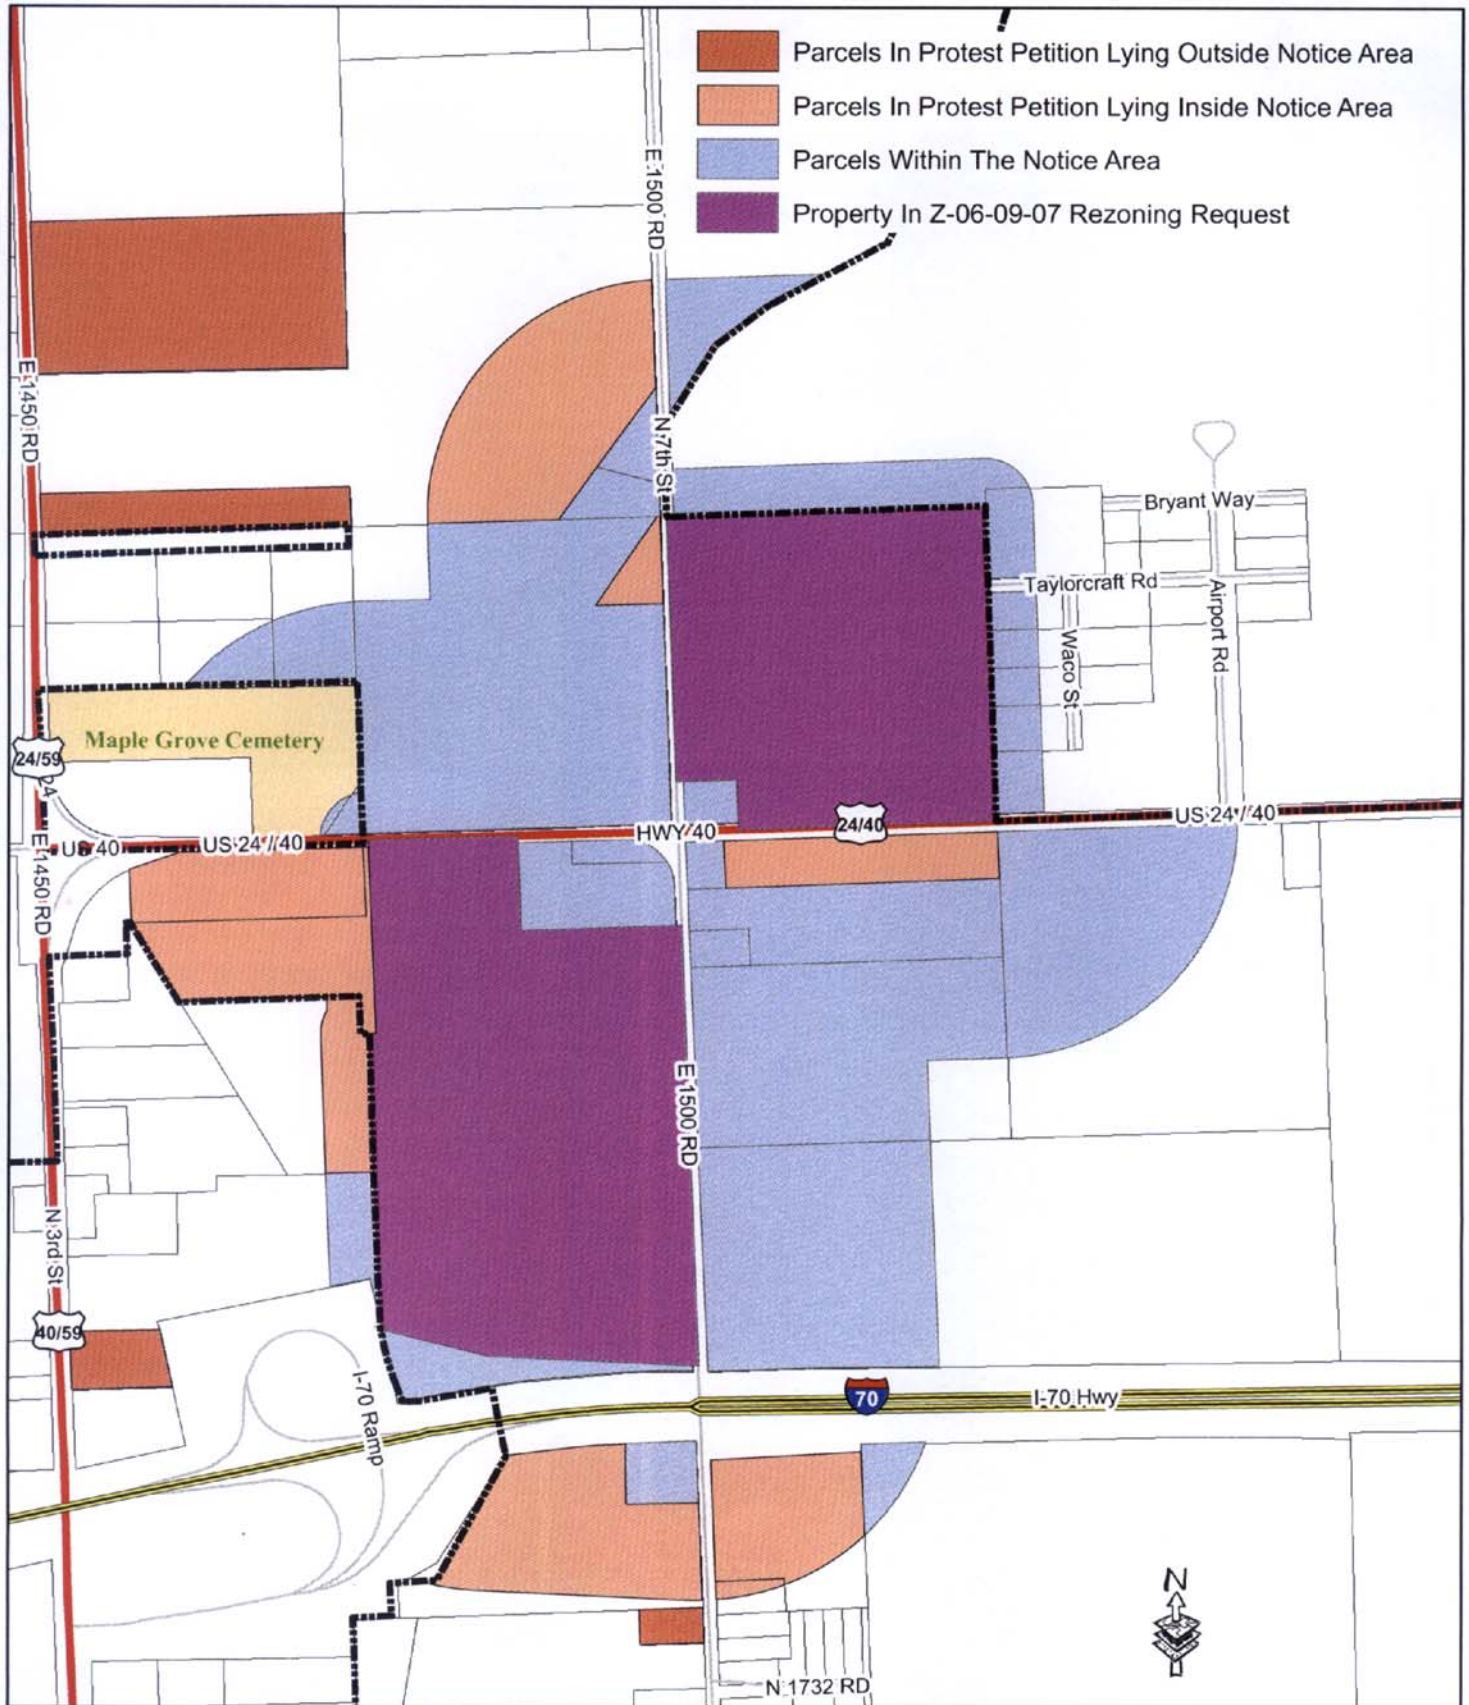 Parcels In Protest Petition Lying Outside Notice Area
Parcels In Protest Petition Lying Inside Notice Area
Parcels Within The Notice Area
Property In Z-06-09-07 Rezoning Request
E 1500 RD
E 1450 RD
N 7th St
Bryant Way
Taylorcraft Rd
Airport Rd
Waco St
Maple Grove Cemetery
24/59
24
US 40
US 24 / 40
HWY 40
24/40
US 24 / 40
E 1450 RD
E 1500 RD
N 3rd St
40/59
I-70 Ramp
70
I-70 Hwy
N
N 1732 RD